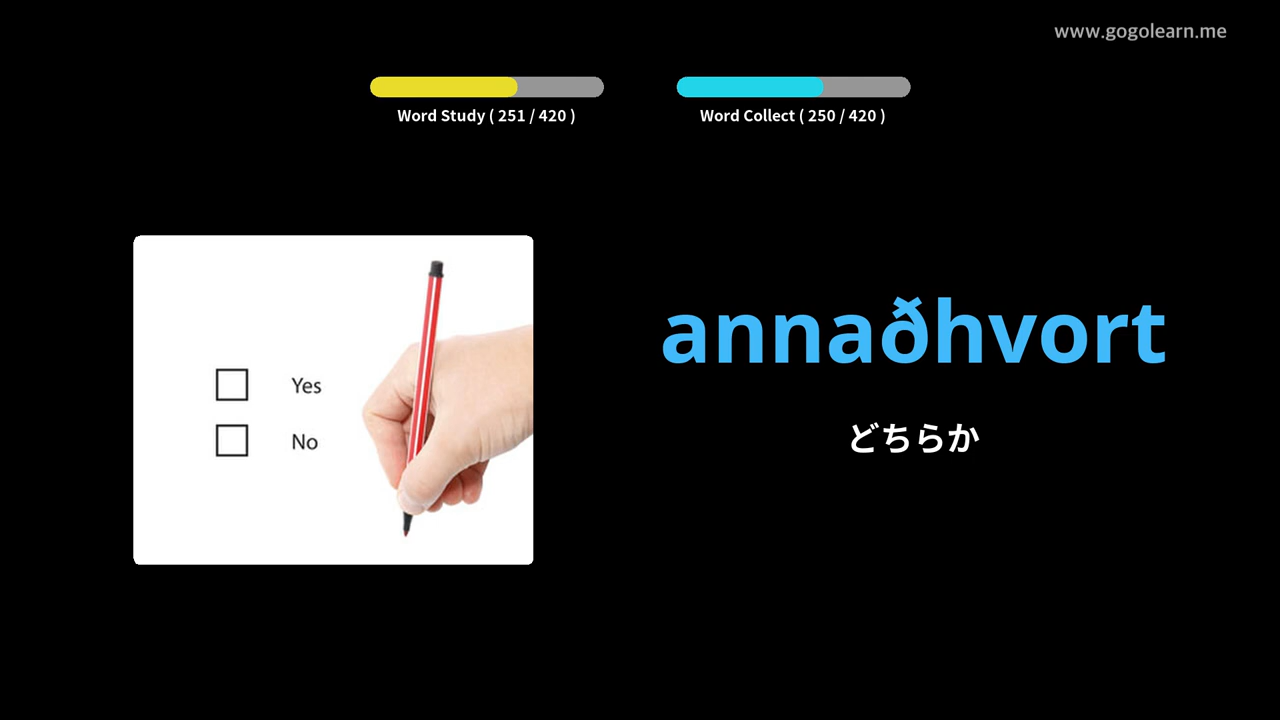 www.gogolearn.me
Word Study ( 251 / 420 )
Word Collect ( 250 / 420 )
Yes
No
annaðhvort
どちらか